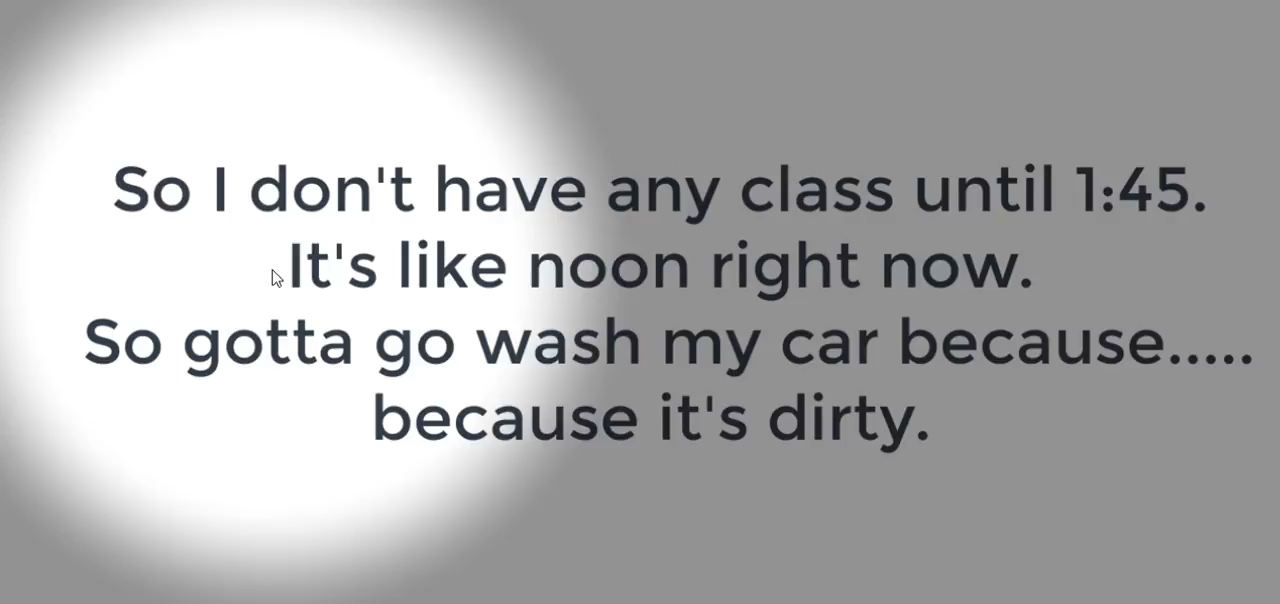 So I don't have any class until 1:45.
It's like noon right now.
So gotta go wash my car because.....
because it's dirty.